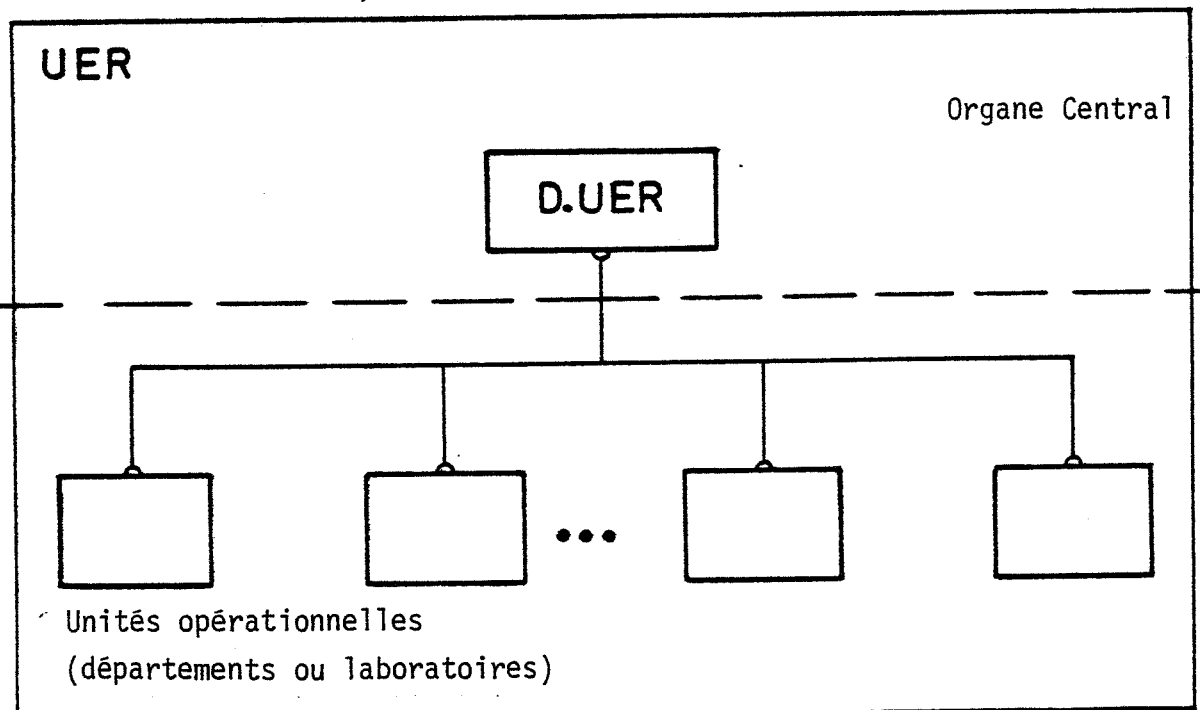 UER
Organe Central
D.UER
Unités opérationnelles
(départements ou laboratoires)